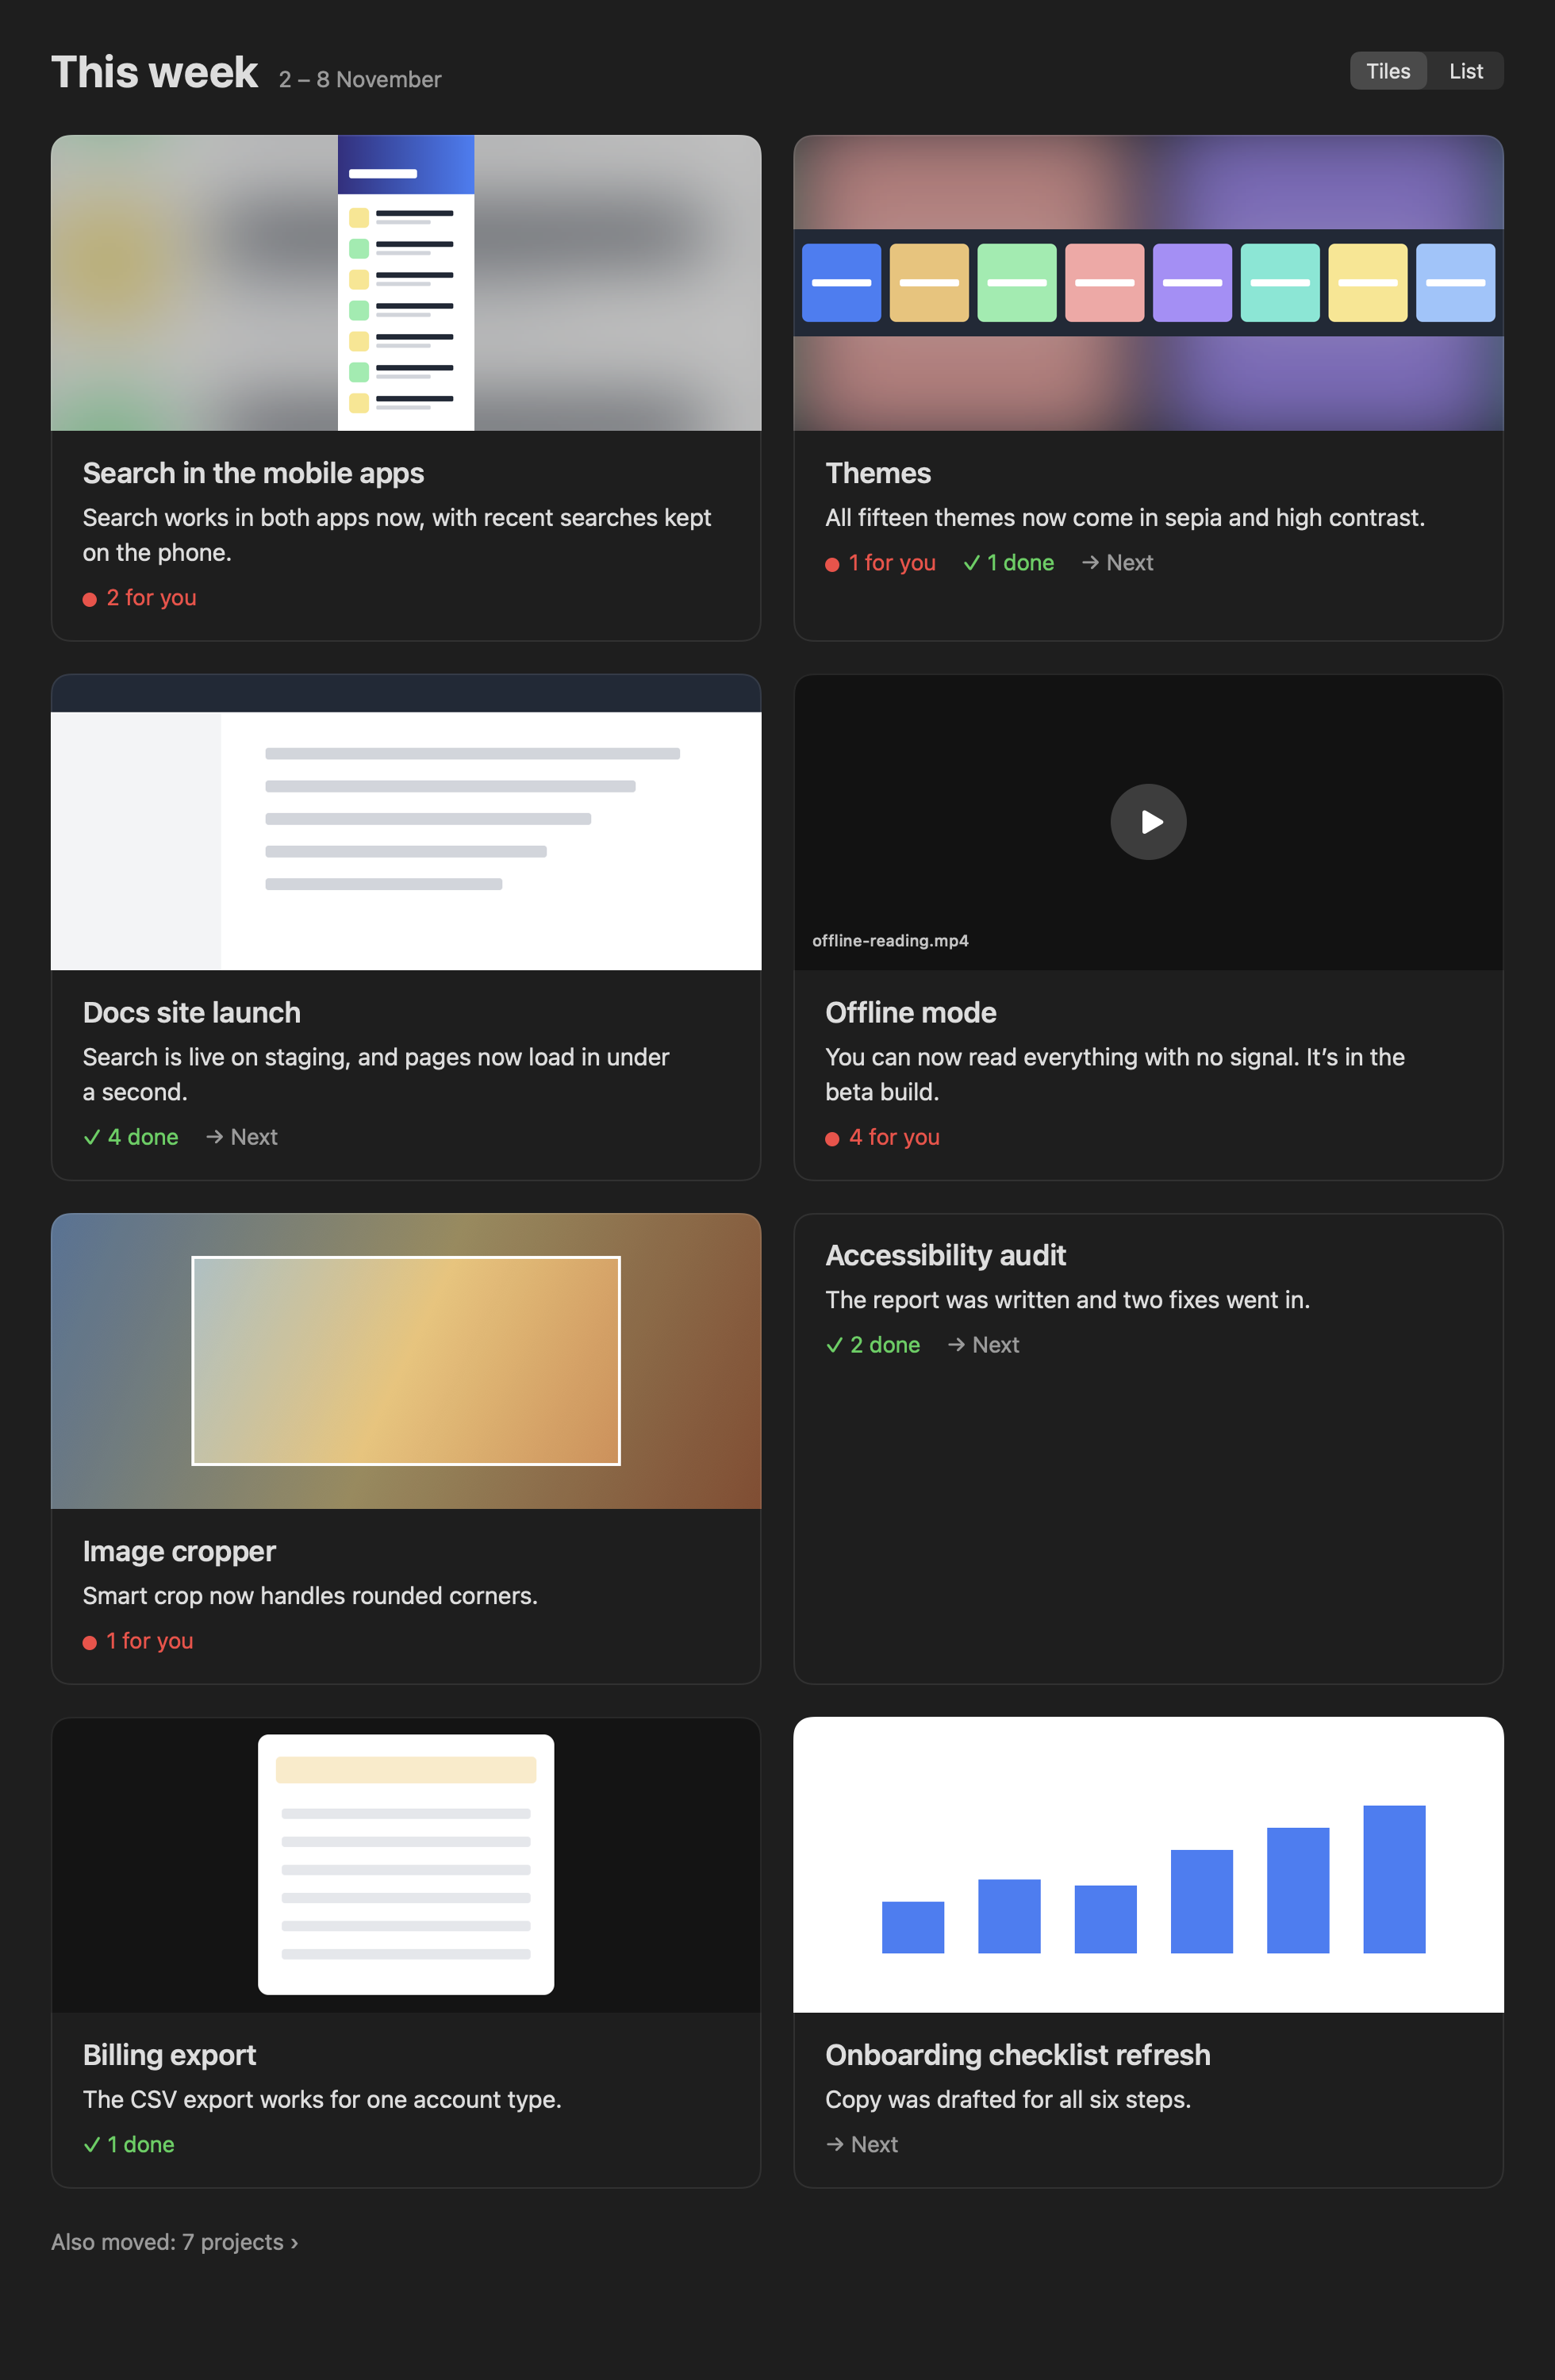 This week 2 – 8 November
Tiles List
Search in the mobile apps
Search works in both apps now, with recent searches kept
on the phone.
2 for you
Themes
All fifteen themes now come in sepia and high contrast.
1 for you ✓ 1 done → Next
Docs site launch
Search is live on staging, and pages now load in under
a second.
✓ 4 done → Next
offline-reading.mp4
Offline mode
You can now read everything with no signal. It’s in the
beta build.
4 for you
Image cropper
Smart crop now handles rounded corners.
1 for you
Accessibility audit
The report was written and two fixes went in.
✓ 2 done → Next
Billing export
The CSV export works for one account type.
✓ 1 done
Onboarding checklist refresh
Copy was drafted for all six steps.
→ Next
Also moved: 7 projects ›